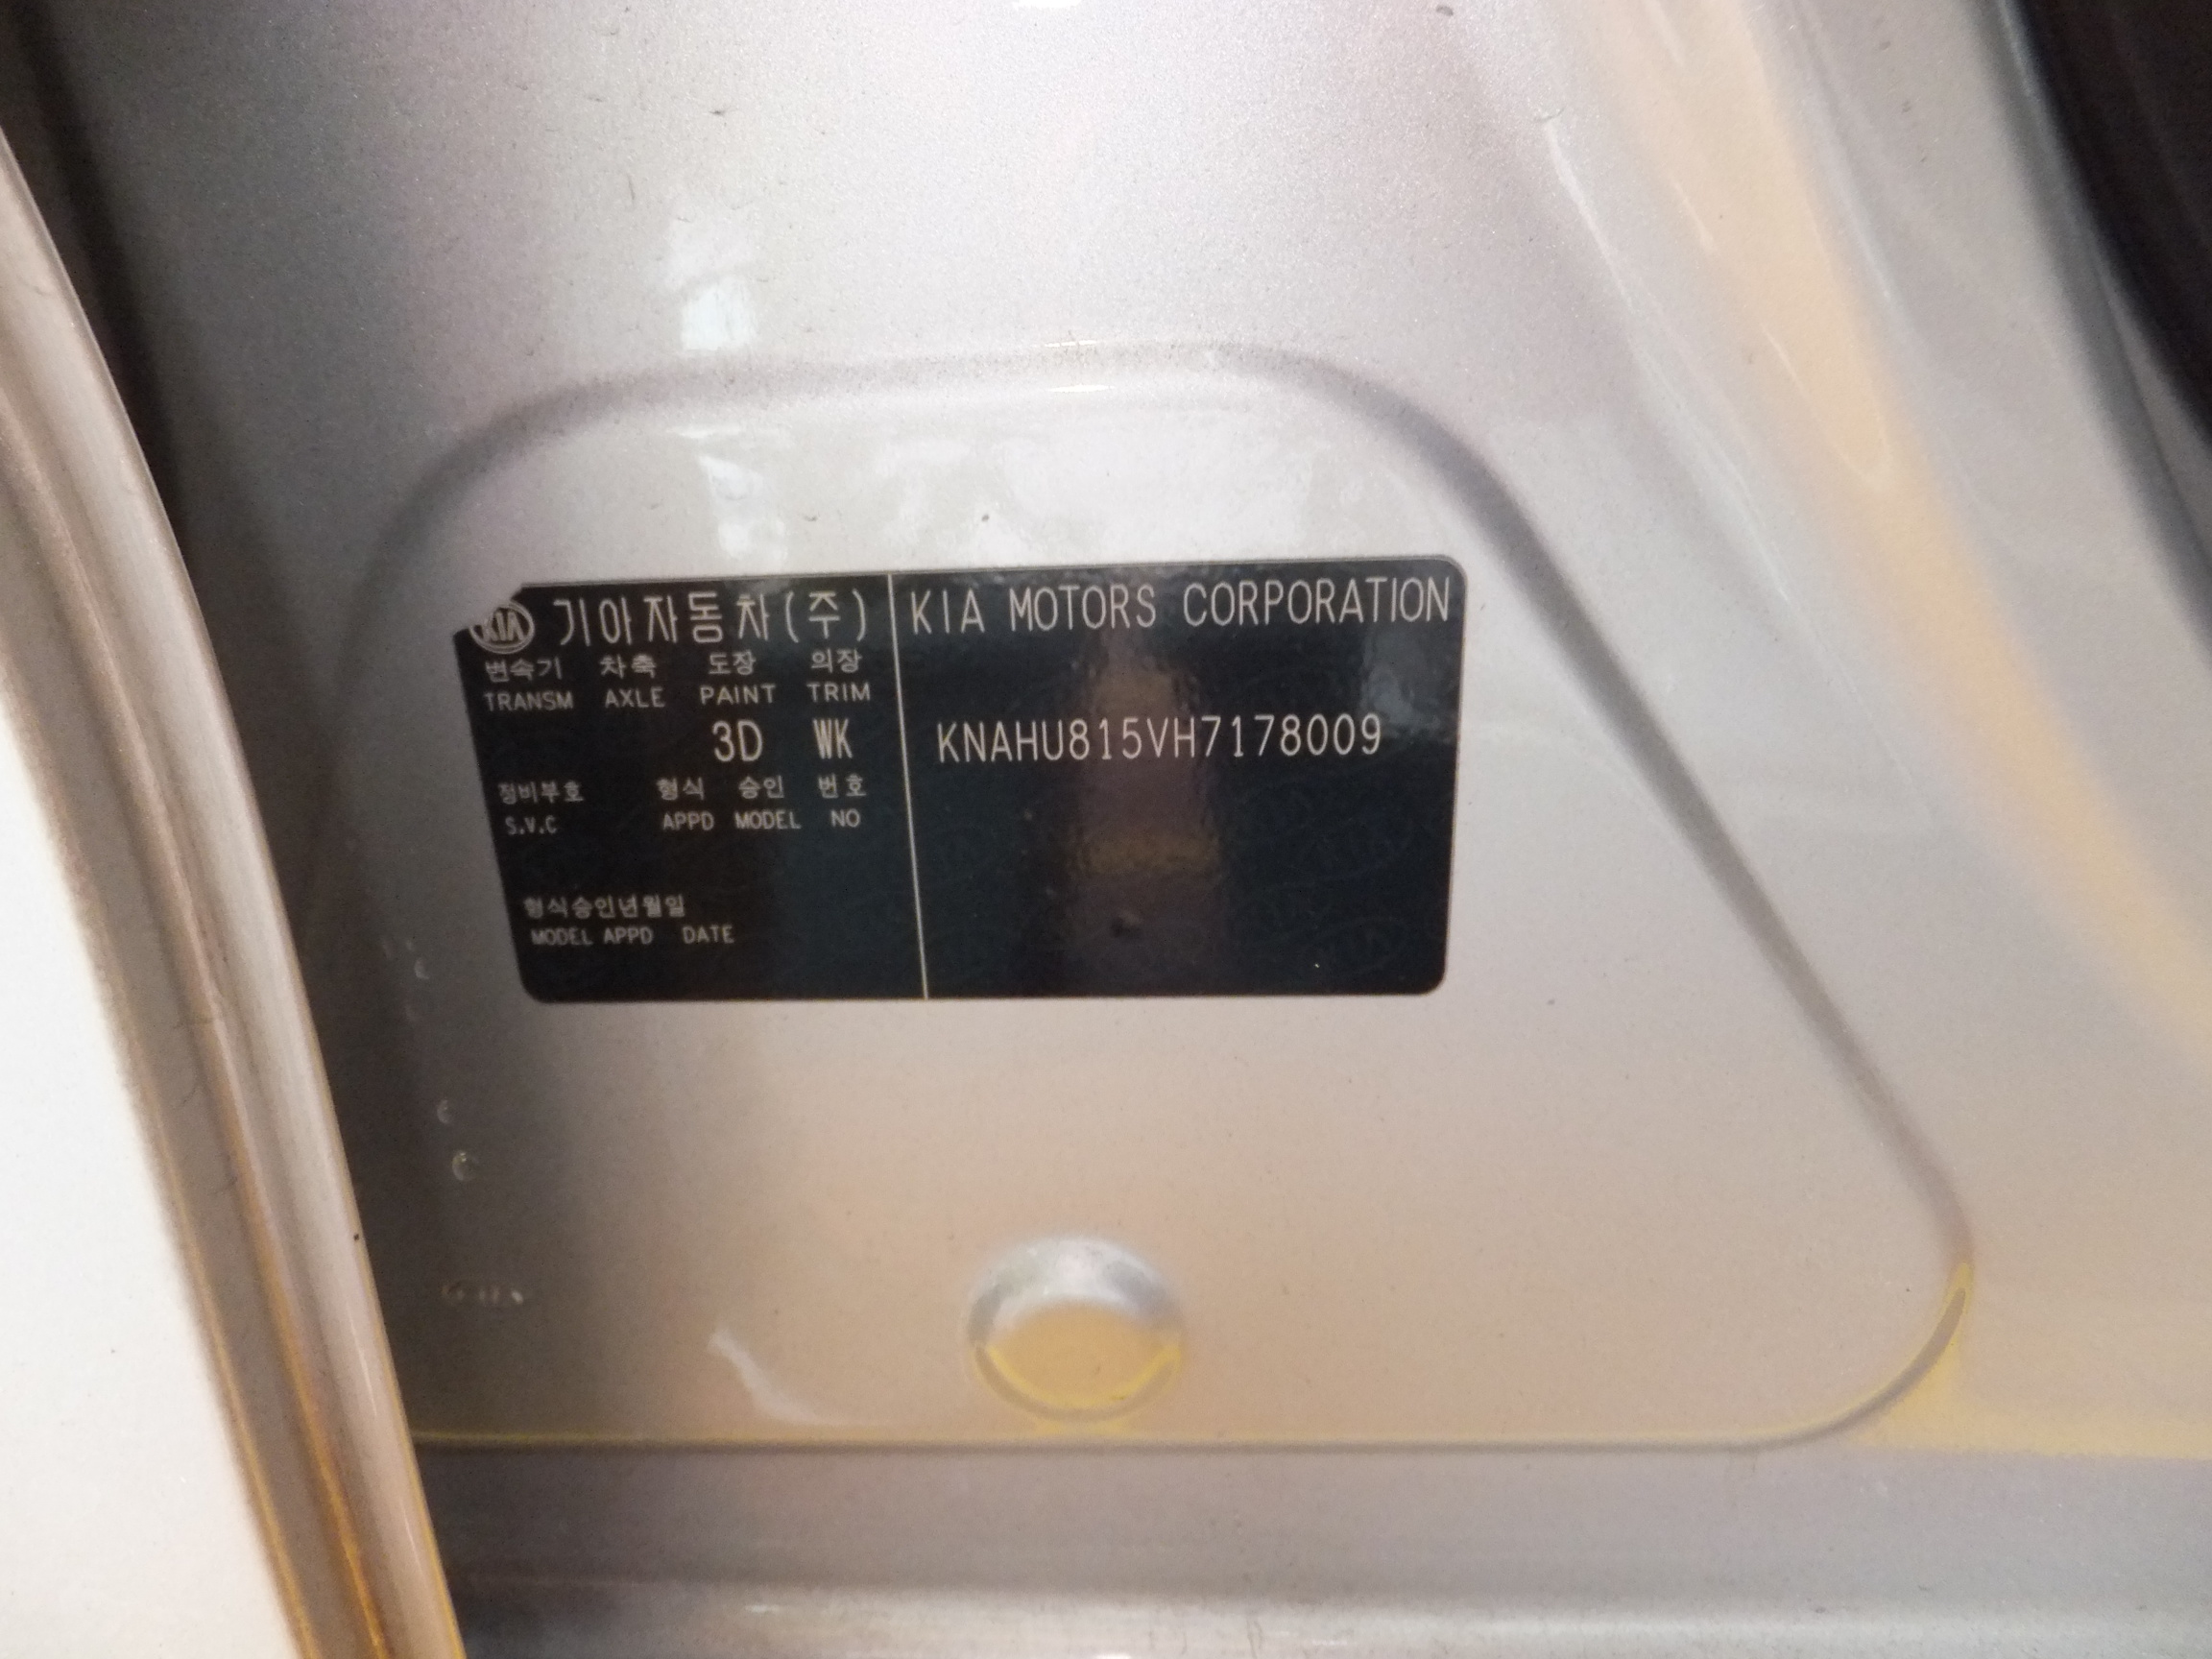 KIA 기아자동차(주)
변속기 차축 도장 의장
TRANSM AXLE PAINT TRIM
3D WK
정비부호 형식 승인 번호
S.V.C APPD MODEL NO
형식승인년월일
MODEL APPD DATE
KIA MOTORS CORPORATION
KNAHU815VH7178009
KIA
KIA